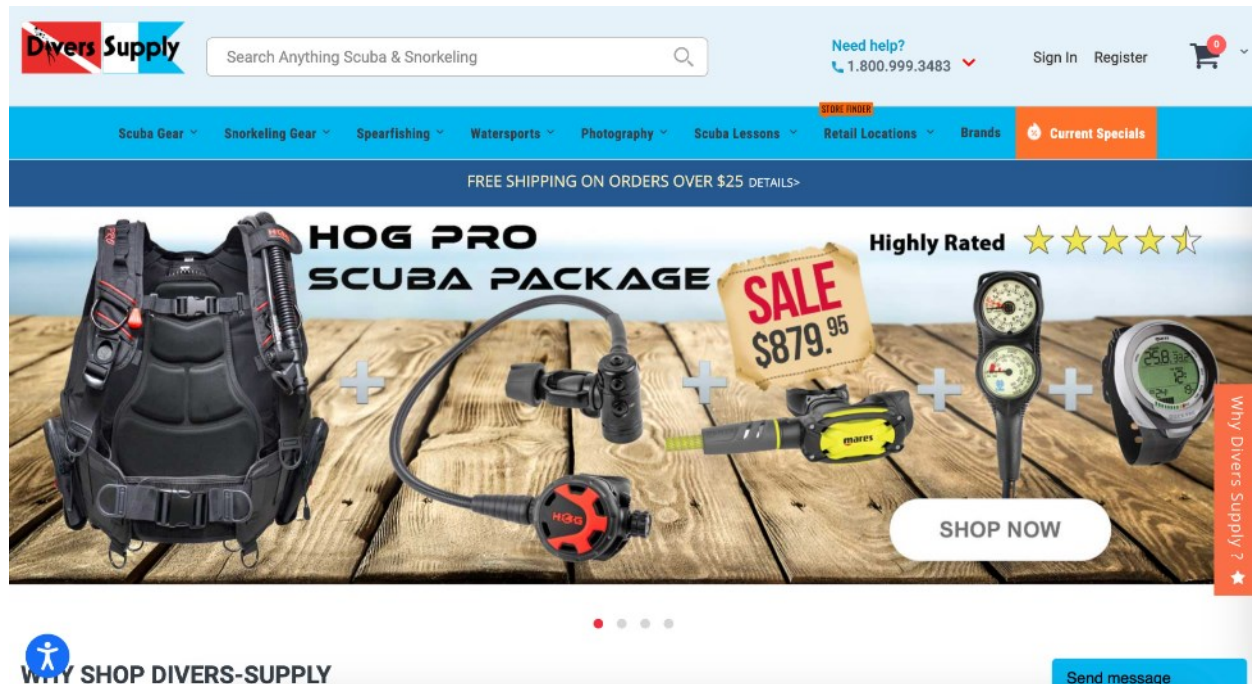 Divers Supply
Search Anything Scuba & Snorkeling
Need help?
1.800.999.3483
Sign In Register
0
STORE FINDER
Scuba Gear Snorkeling Gear Spearfishing Watersports Photography Scuba Lessons Retail Locations Brands Current Specials
FREE SHIPPING ON ORDERS OVER $25 DETAILS>
HOG PRO
SCUBA PACKAGE
Highly Rated
SALE
$879.95
HOG
mares
SHOP NOW
Why Divers Supply ?
WHY SHOP DIVERS-SUPPLY
Send message